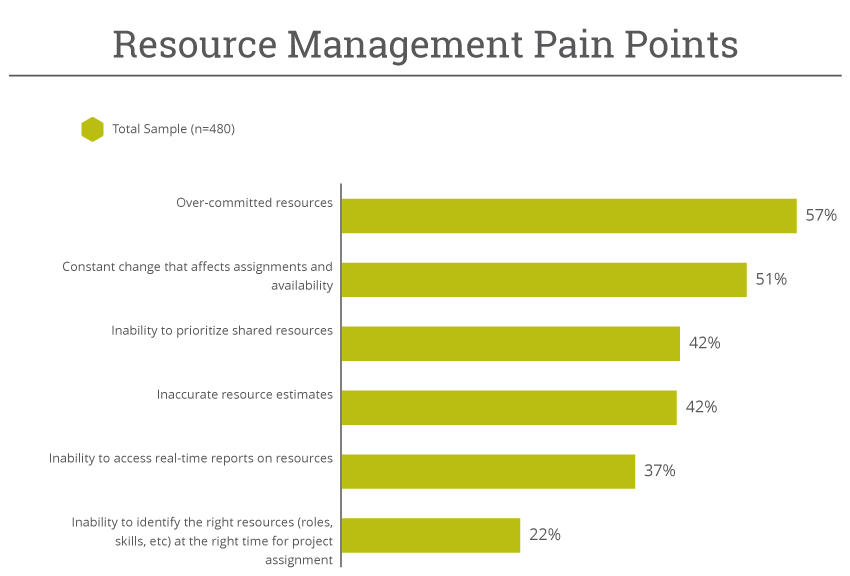 Resource Management Pain Points
Total Sample (n=480)
Over-committed resources
57%
Constant change that affects assignments and
availability
51%
Inability to prioritize shared resources
42%
Inaccurate resource estimates
42%
Inability to access real-time reports on resources
37%
Inability to identify the right resources (roles,
skills, etc) at the right time for project
assignment
22%